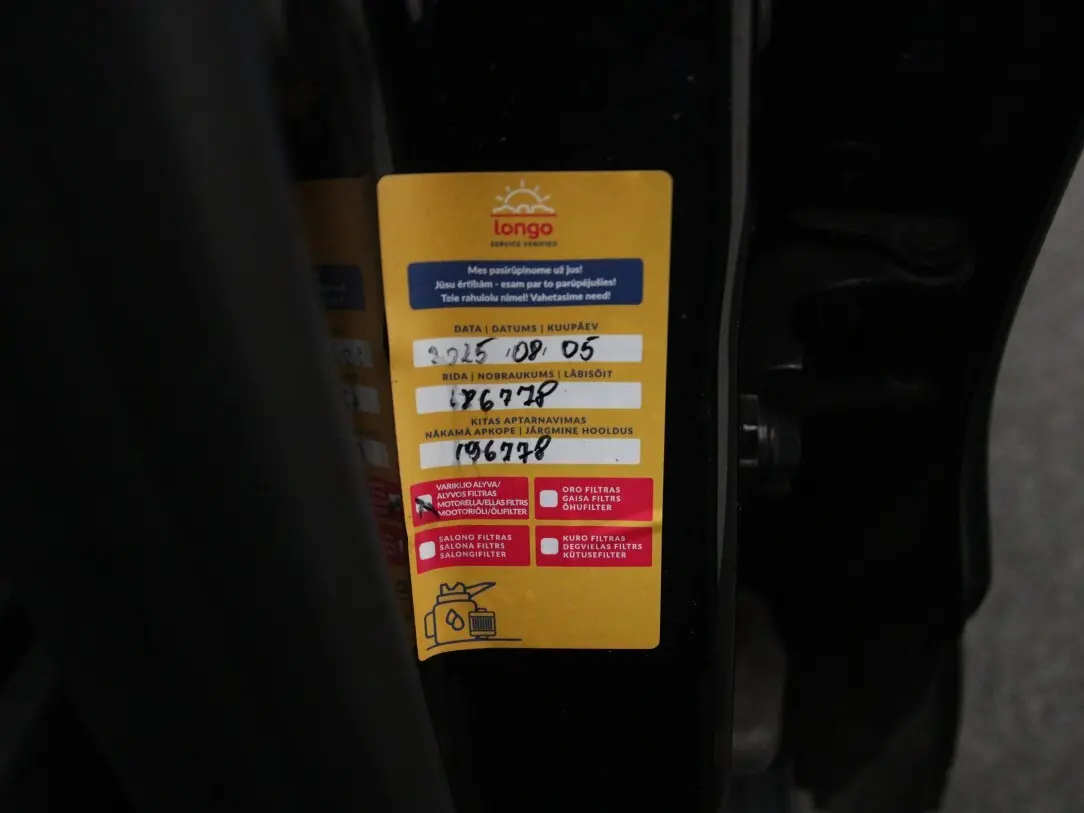 longo
SERVICE VERIFIED
Mes pasirūpinome už jus!
Jūsu ērtībām - esam par to parūpējušies!
Teie rahulolu nimel! Vahetasime need!
DATA | DATUMS | KUUPÄEV
2025.08.05
RIDA | NOBRAUKUMS | LÄBISÕIT
186778
KITAS APTARNAVIMAS
NĀKAMĀ APKOPE | JÄRGMINE HOOLDUS
196778
VARIKLIO ALYVA/
ALYVOS FILTRAS
MOTOREĻĻA/EĻĻAS FILTRS
MOOTORIÕLI/ÕLIFILTER
ORO FILTRAS
GAISA FILTRS
ÕHUFILTER
SALONO FILTRAS
SALONA FILTRS
SALONGIFILTER
KURO FILTRAS
DEGVIELAS FILTRS
KÜTUSEFILTER